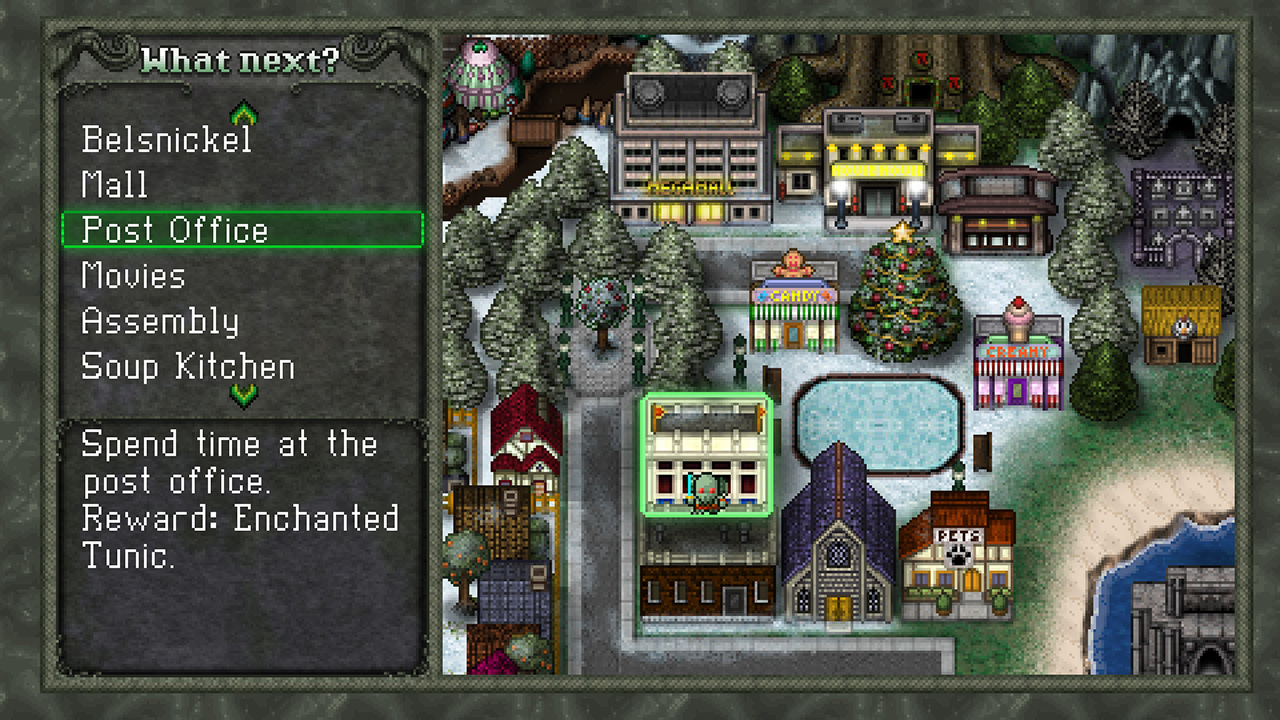 What next?
Belsnickel
Mall
Post Office
Movies
Assembly
Soup Kitchen
Spend time at the
post office.
Reward: Enchanted
Tunic.
MEGAMALL
CANDY
CREAMY
PETS